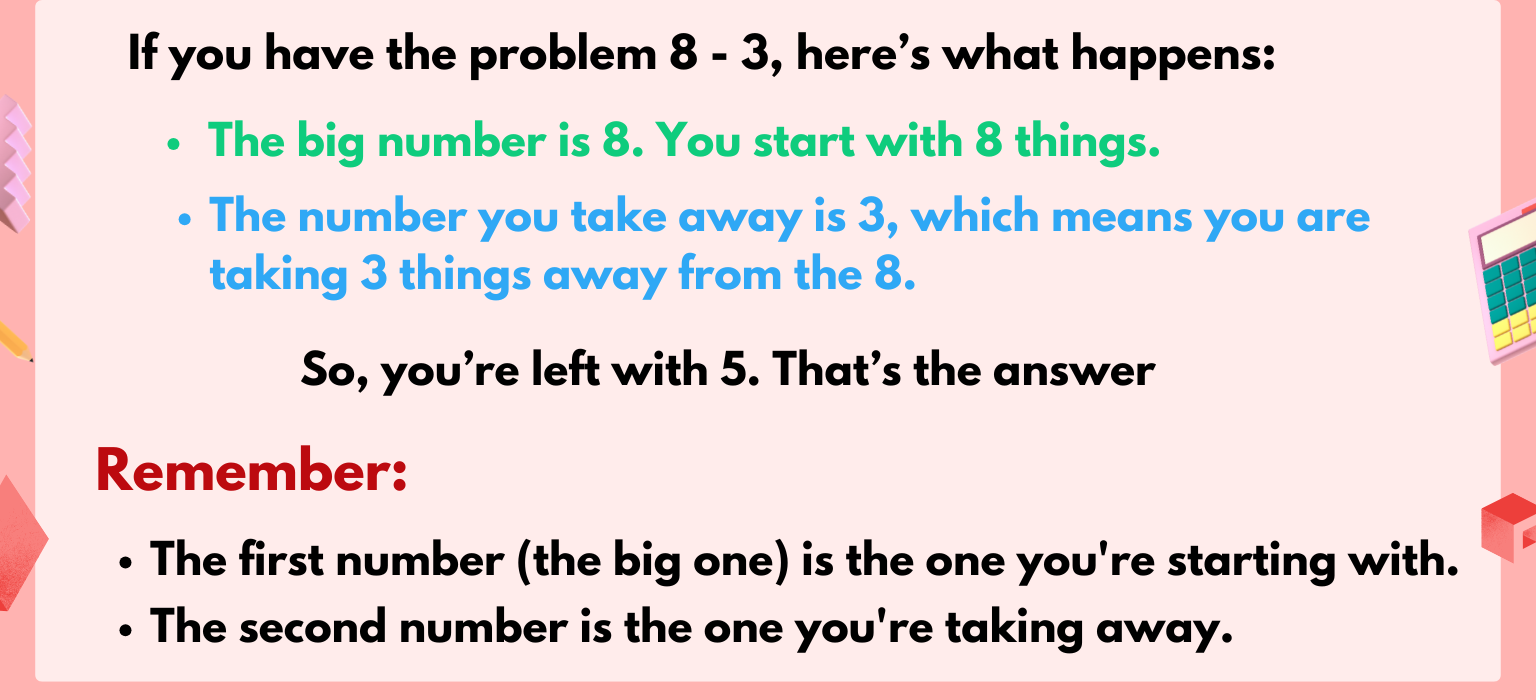 If you have the problem 8 - 3, here’s what happens:
• The big number is 8. You start with 8 things.
• The number you take away is 3, which means you are
taking 3 things away from the 8.
So, you’re left with 5. That’s the answer
Remember:
• The first number (the big one) is the one you're starting with.
• The second number is the one you're taking away.